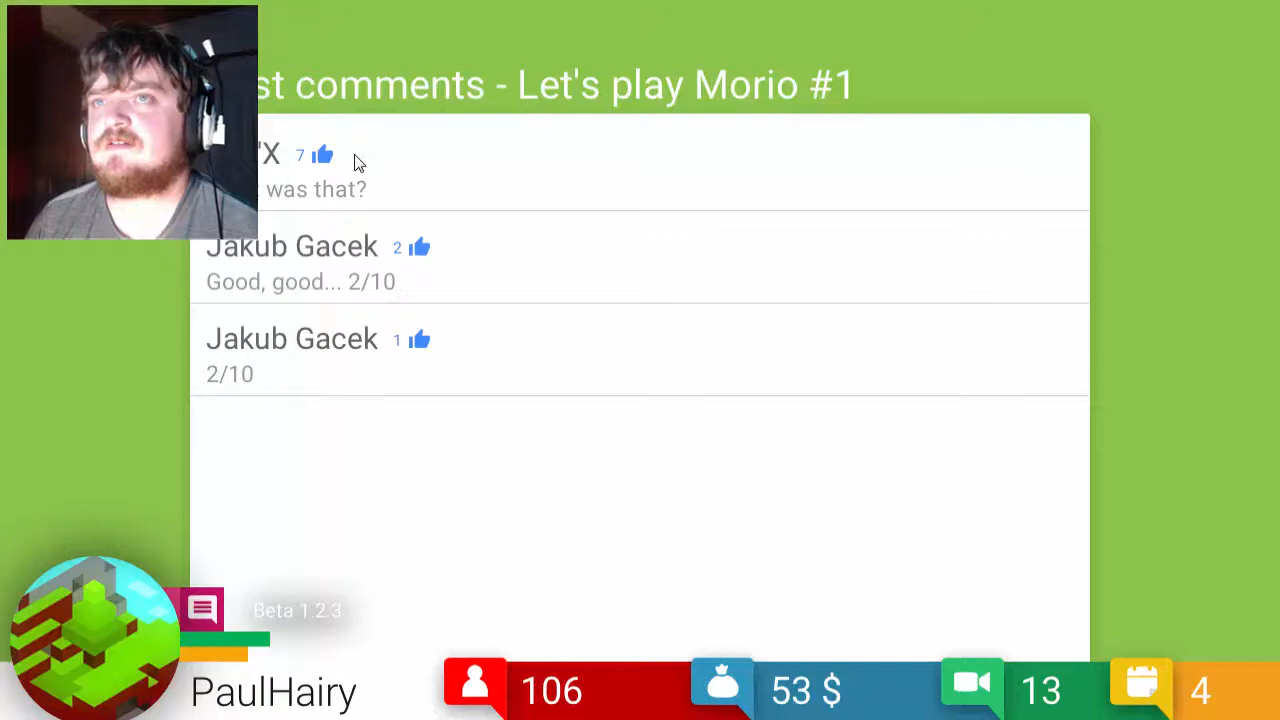 st comments - Let's play Morio #1
'X 7
was that?
Jakub Gacek 2
Good, good... 2/10
Jakub Gacek 1
2/10
Beta 1.2.3
PaulHairy 106 53 $ 13 4